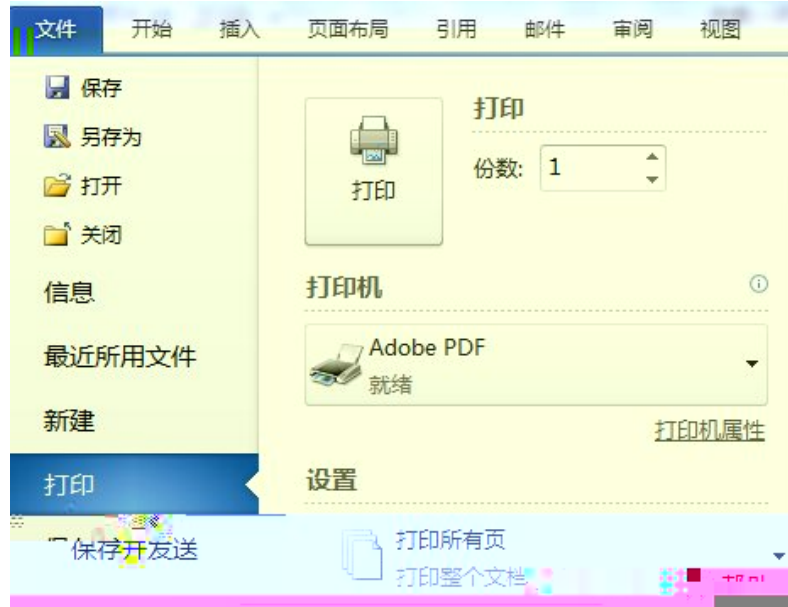 文件 开始 插入 页面布局 引用 邮件 审阅 视图
保存
另存为
打开
关闭
信息
最近所用文件
新建
打印
保存开发送
打印
打印
份数: 1
打印机
Adobe PDF
就绪
打印机属性
设置
打印所有页
打印整个文档